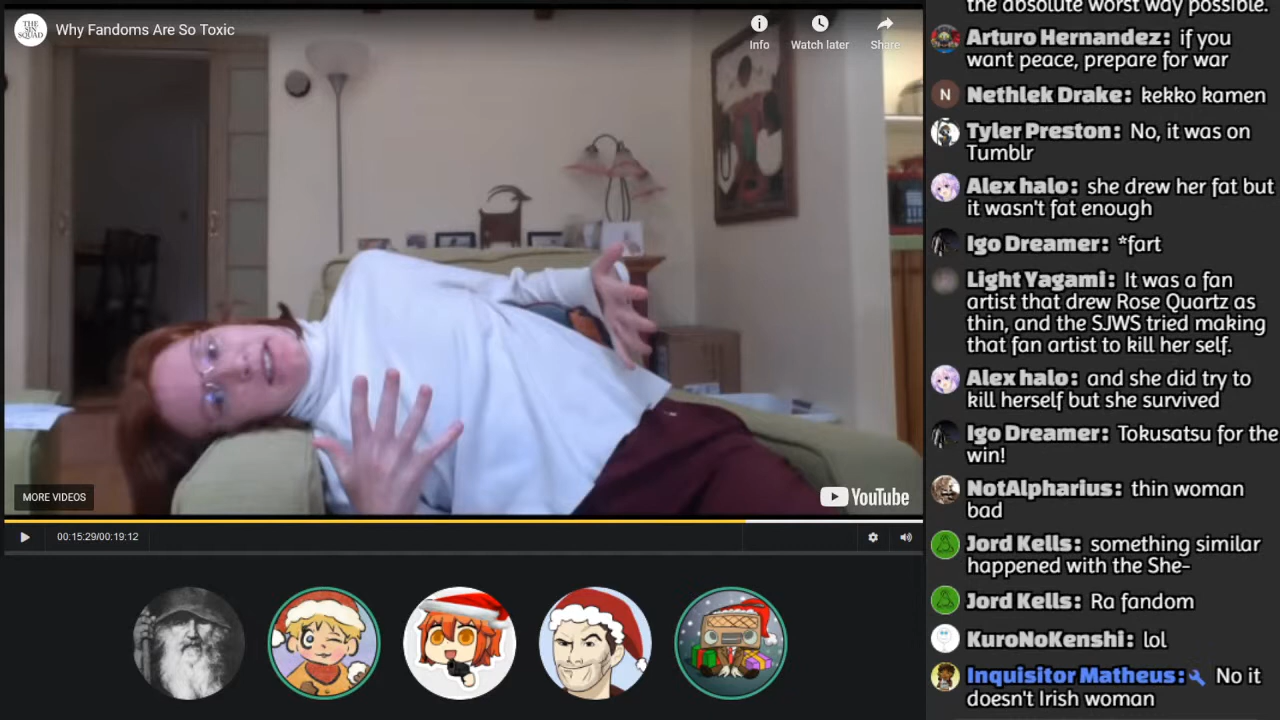 THE
SIN
SQUAD
Why Fandoms Are So Toxic
Info
Watch later
Share
MORE VIDEOS
YouTube
00:15:29/00:19:12
the absolute worst way possible.
Arturo Hernandez: if you
want peace, prepare for war
N
Nethlek Drake: kekko kamen
Tyler Preston: No, it was on
Tumblr
Alex halo: she drew her fat but
it wasn't fat enough
Igo Dreamer: *fart
Light Yagami: It was a fan
artist that drew Rose Quartz as
thin, and the SJWS tried making
that fan artist to kill her self.
Alex halo: and she did try to
kill herself but she survived
Igo Dreamer: Tokusatsu for the
win!
NotAlpharius: thin woman
bad
Jord Kells: something similar
happened with the She-
Jord Kells: Ra fandom
KuroNoKenshi: lol
Inquisitor Matheus: No it
doesn't Irish woman